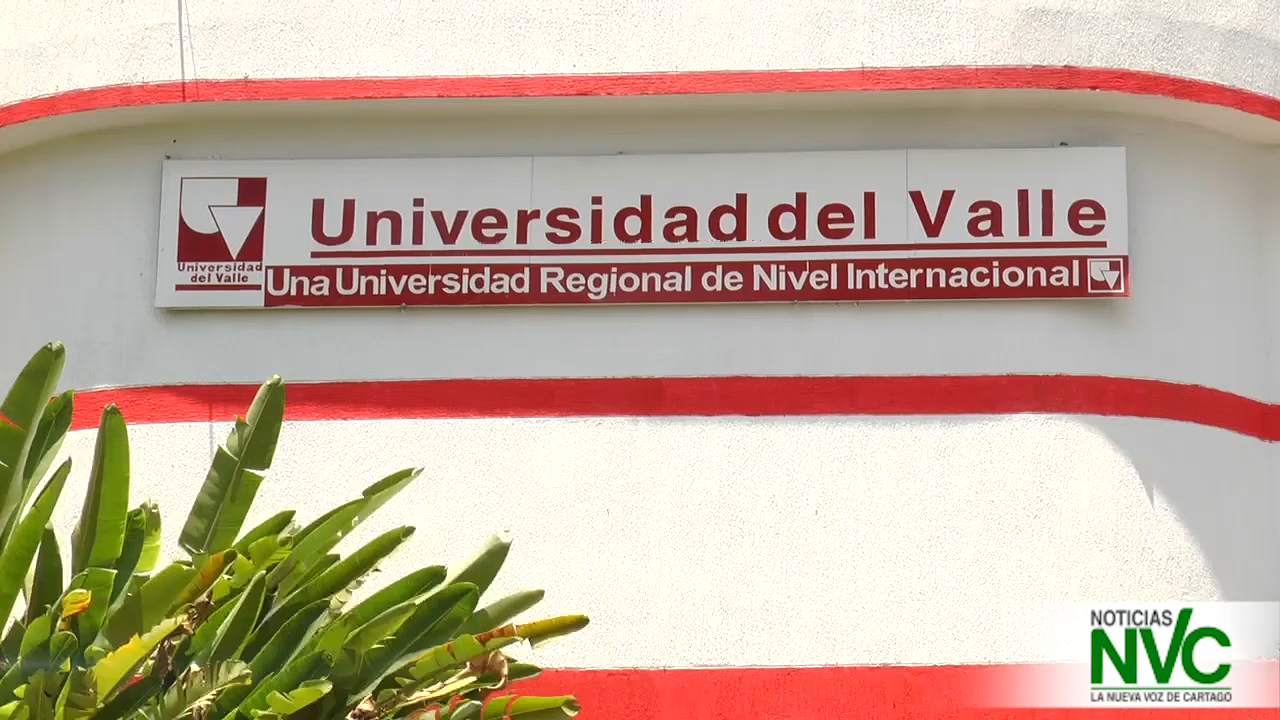 Universidad del Valle
Universidad
del Valle
Una Universidad Regional de Nivel Internacional
NOTICIAS
NVC
LA NUEVA VOZ DE CARTAGO